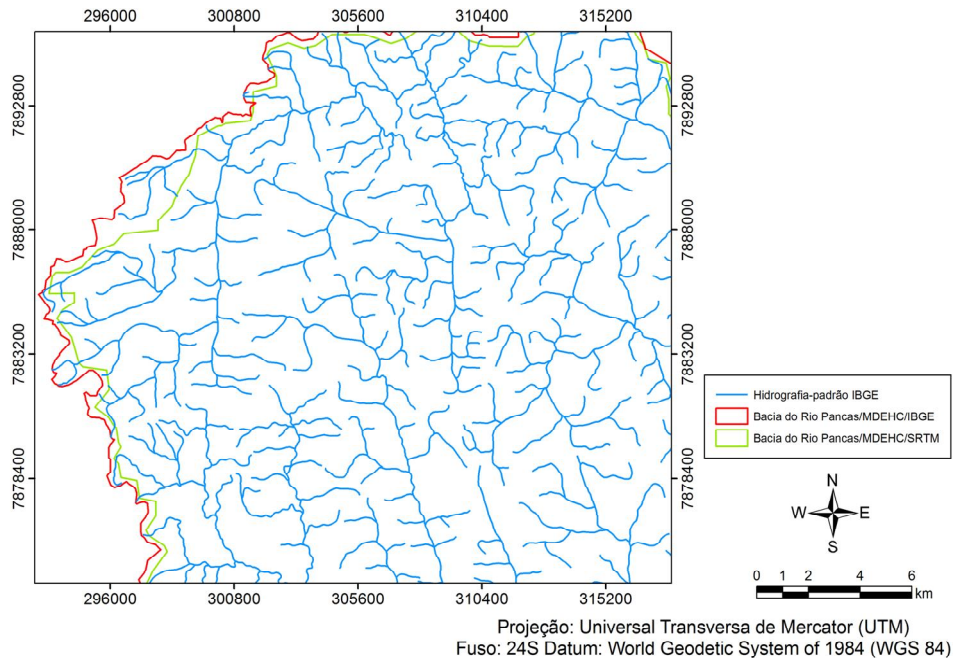 296000 300800 305600 310400 315200
7892800 7892800
7888000 7888000
7883200 7883200
7878400 7878400
296000 300800 305600 310400 315200
Hidrografia-padrão IBGE
Bacia do Rio Pancas/MDEHC/IBGE
Bacia do Rio Pancas/MDEHC/SRTM
N
W E
S
0 1 2 4 6
km
Projeção: Universal Transversa de Mercator (UTM)
Fuso: 24S Datum: World Geodetic System of 1984 (WGS 84)